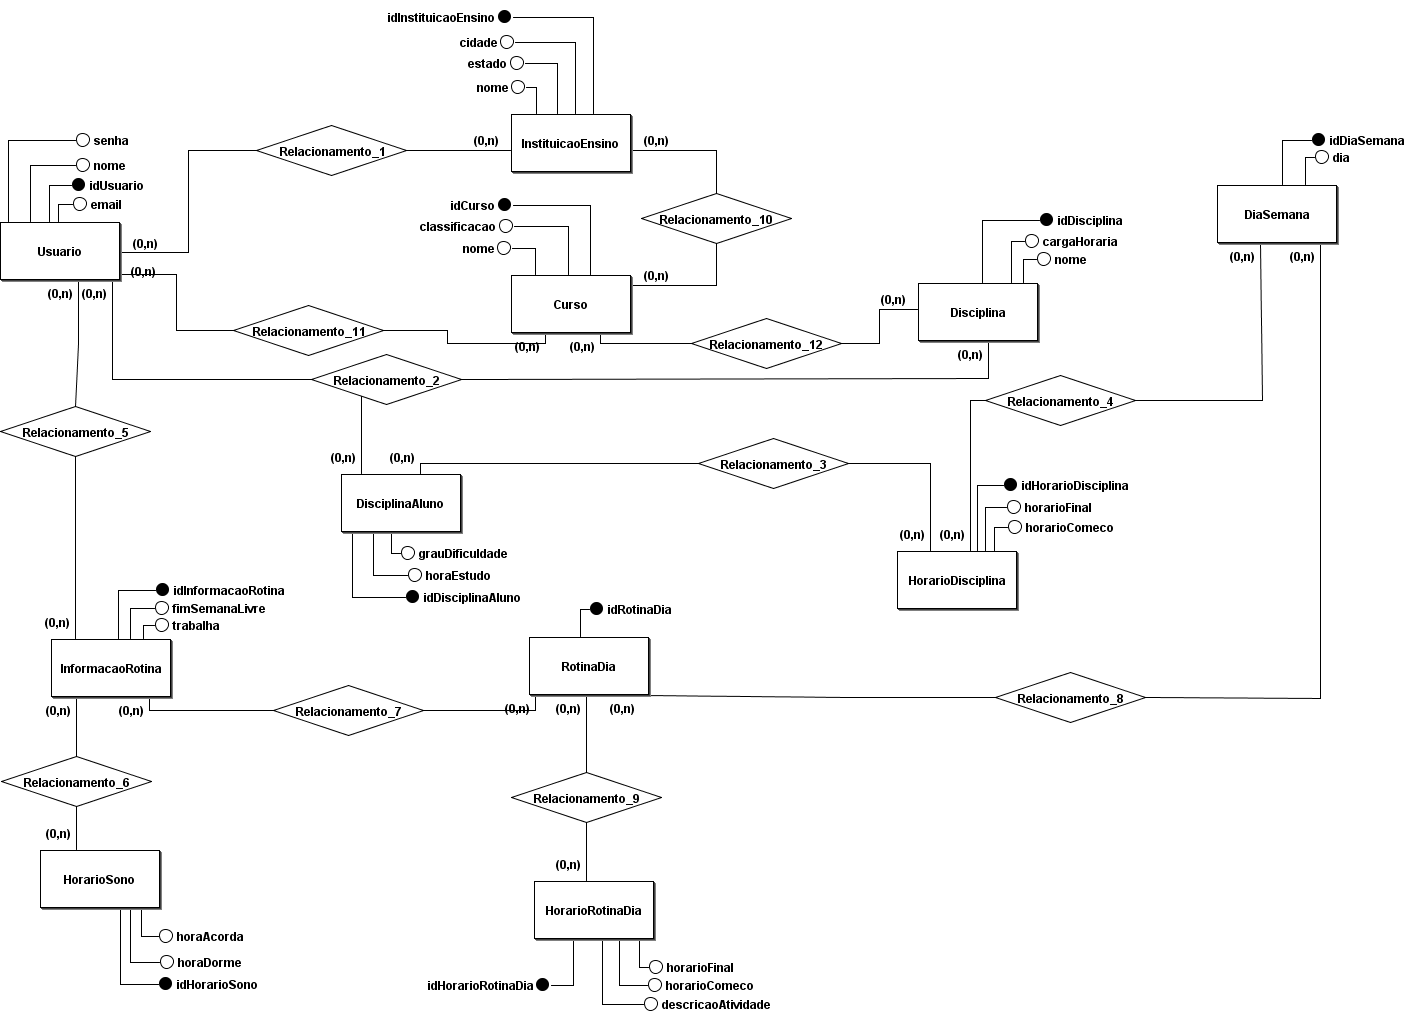 idInstituicaoEnsino
cidade
estado
nome
senha
nome
idUsuario
email
Relacionamento_1
(0,n)
InstituicaoEnsino
(0,n)
idDiaSemana
dia
idCurso
classificacao
nome
Relacionamento_10
idDisciplina
cargaHoraria
nome
DiaSemana
Usuario
(0,n)
(0,n)
(0,n)
(0,n)
(0,n)
(0,n)
(0,n)
(0,n)
Curso
(0,n)
Disciplina
Relacionamento_11
(0,n)
(0,n)
Relacionamento_12
(0,n)
Relacionamento_2
Relacionamento_4
Relacionamento_5
(0,n)
(0,n)
Relacionamento_3
idHorarioDisciplina
horarioFinal
horarioComeco
DisciplinaAluno
(0,n)
(0,n)
grauDificuldade
horaEstudo
idDisciplinaAluno
HorarioDisciplina
idInformacaoRotina
fimSemanaLivre
trabalha
(0,n)
idRotinaDia
InformacaoRotina
RotinaDia
(0,n)
(0,n)
Relacionamento_7
(0,n)
(0,n)
(0,n)
Relacionamento_8
Relacionamento_6
Relacionamento_9
(0,n)
(0,n)
HorarioSono
HorarioRotinaDia
horaAcorda
horaDorme
idHorarioSono
idHorarioRotinaDia
horarioFinal
horarioComeco
descricaoAtividade